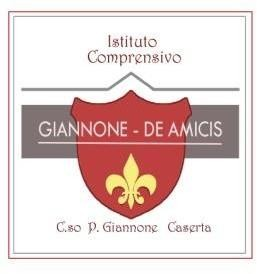 Istituto
Comprensivo
GIANNONE - DE AMICIS
C.so P. Giannone Caserta